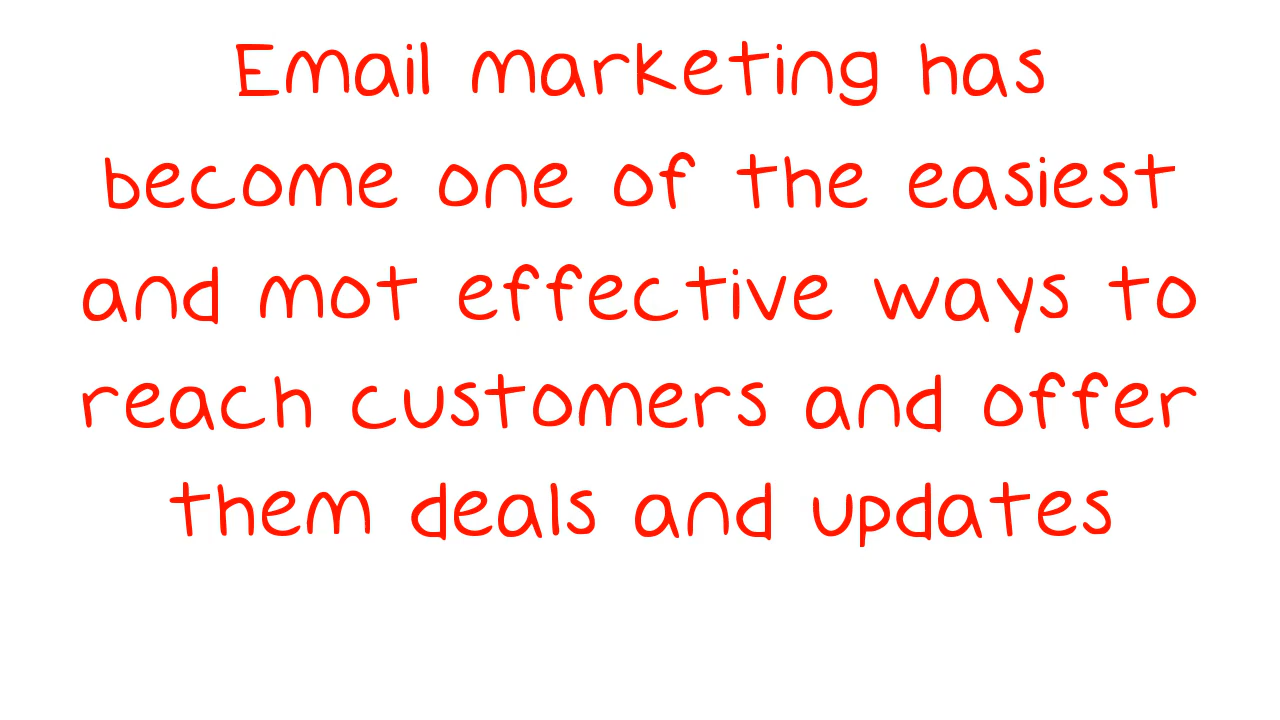 Email marketing has
become one of the easiest
and mot effective ways to
reach customers and offer
them deals and updates